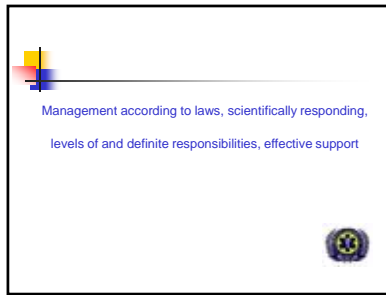 Management according to laws, scientifically responding,
levels of and definite responsibilities, effective support